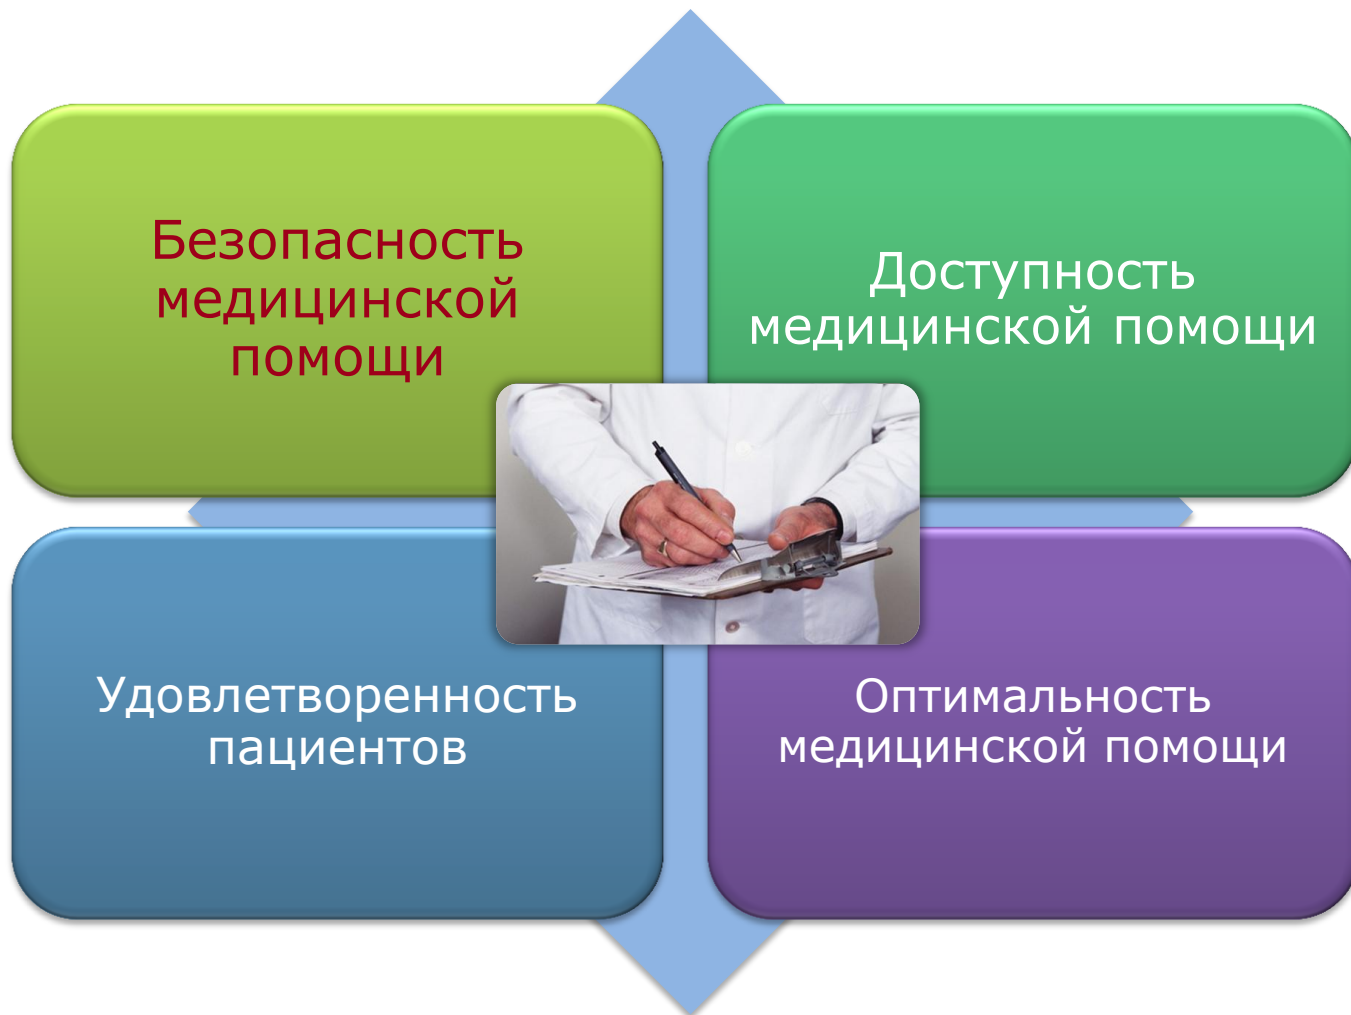 Безопасность
медицинской
помощи
Доступность
медицинской помощи
Удовлетворенность
пациентов
Оптимальность
медицинской помощи